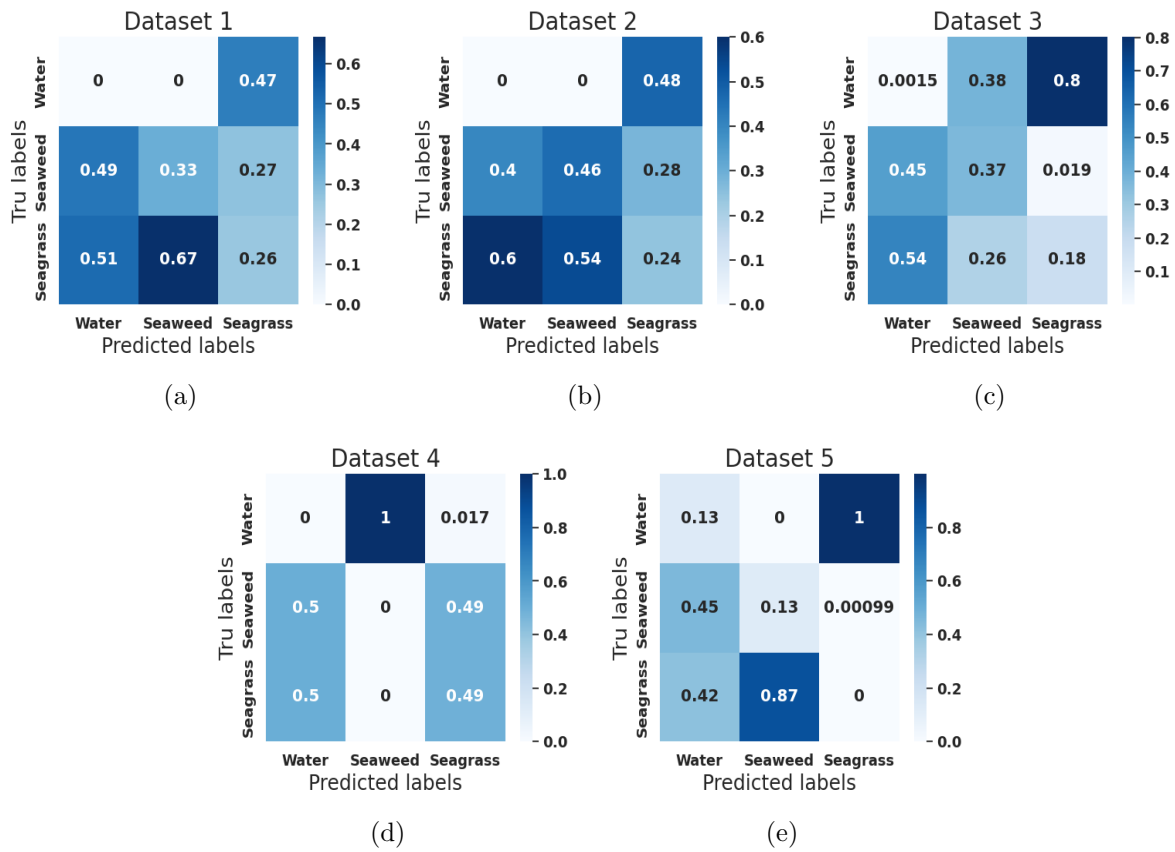 Dataset 1
Water 0 0 0.47
Seaweed 0.49 0.33 0.27
Seagrass 0.51 0.67 0.26
Tru labels
Water Seaweed Seagrass
Predicted labels
0.6
0.5
0.4
0.3
0.2
0.1
0.0
(a)
Dataset 2
Water 0 0 0.48
Seaweed 0.4 0.46 0.28
Seagrass 0.6 0.54 0.24
Tru labels
Water Seaweed Seagrass
Predicted labels
0.6
0.5
0.4
0.3
0.2
0.1
0.0
(b)
Dataset 3
Water 0.0015 0.38 0.8
Seaweed 0.45 0.37 0.019
Seagrass 0.54 0.26 0.18
Tru labels
Water Seaweed Seagrass
Predicted labels
0.8
0.7
0.6
0.5
0.4
0.3
0.2
0.1
(c)
Dataset 4
Water 0 1 0.017
Seaweed 0.5 0 0.49
Seagrass 0.5 0 0.49
Tru labels
Water Seaweed Seagrass
Predicted labels
1.0
0.8
0.6
0.4
0.2
0.0
(d)
Dataset 5
Water 0.13 0 1
Seaweed 0.45 0.13 0.00099
Seagrass 0.42 0.87 0
Tru labels
Water Seaweed Seagrass
Predicted labels
0.8
0.6
0.4
0.2
0.0
(e)